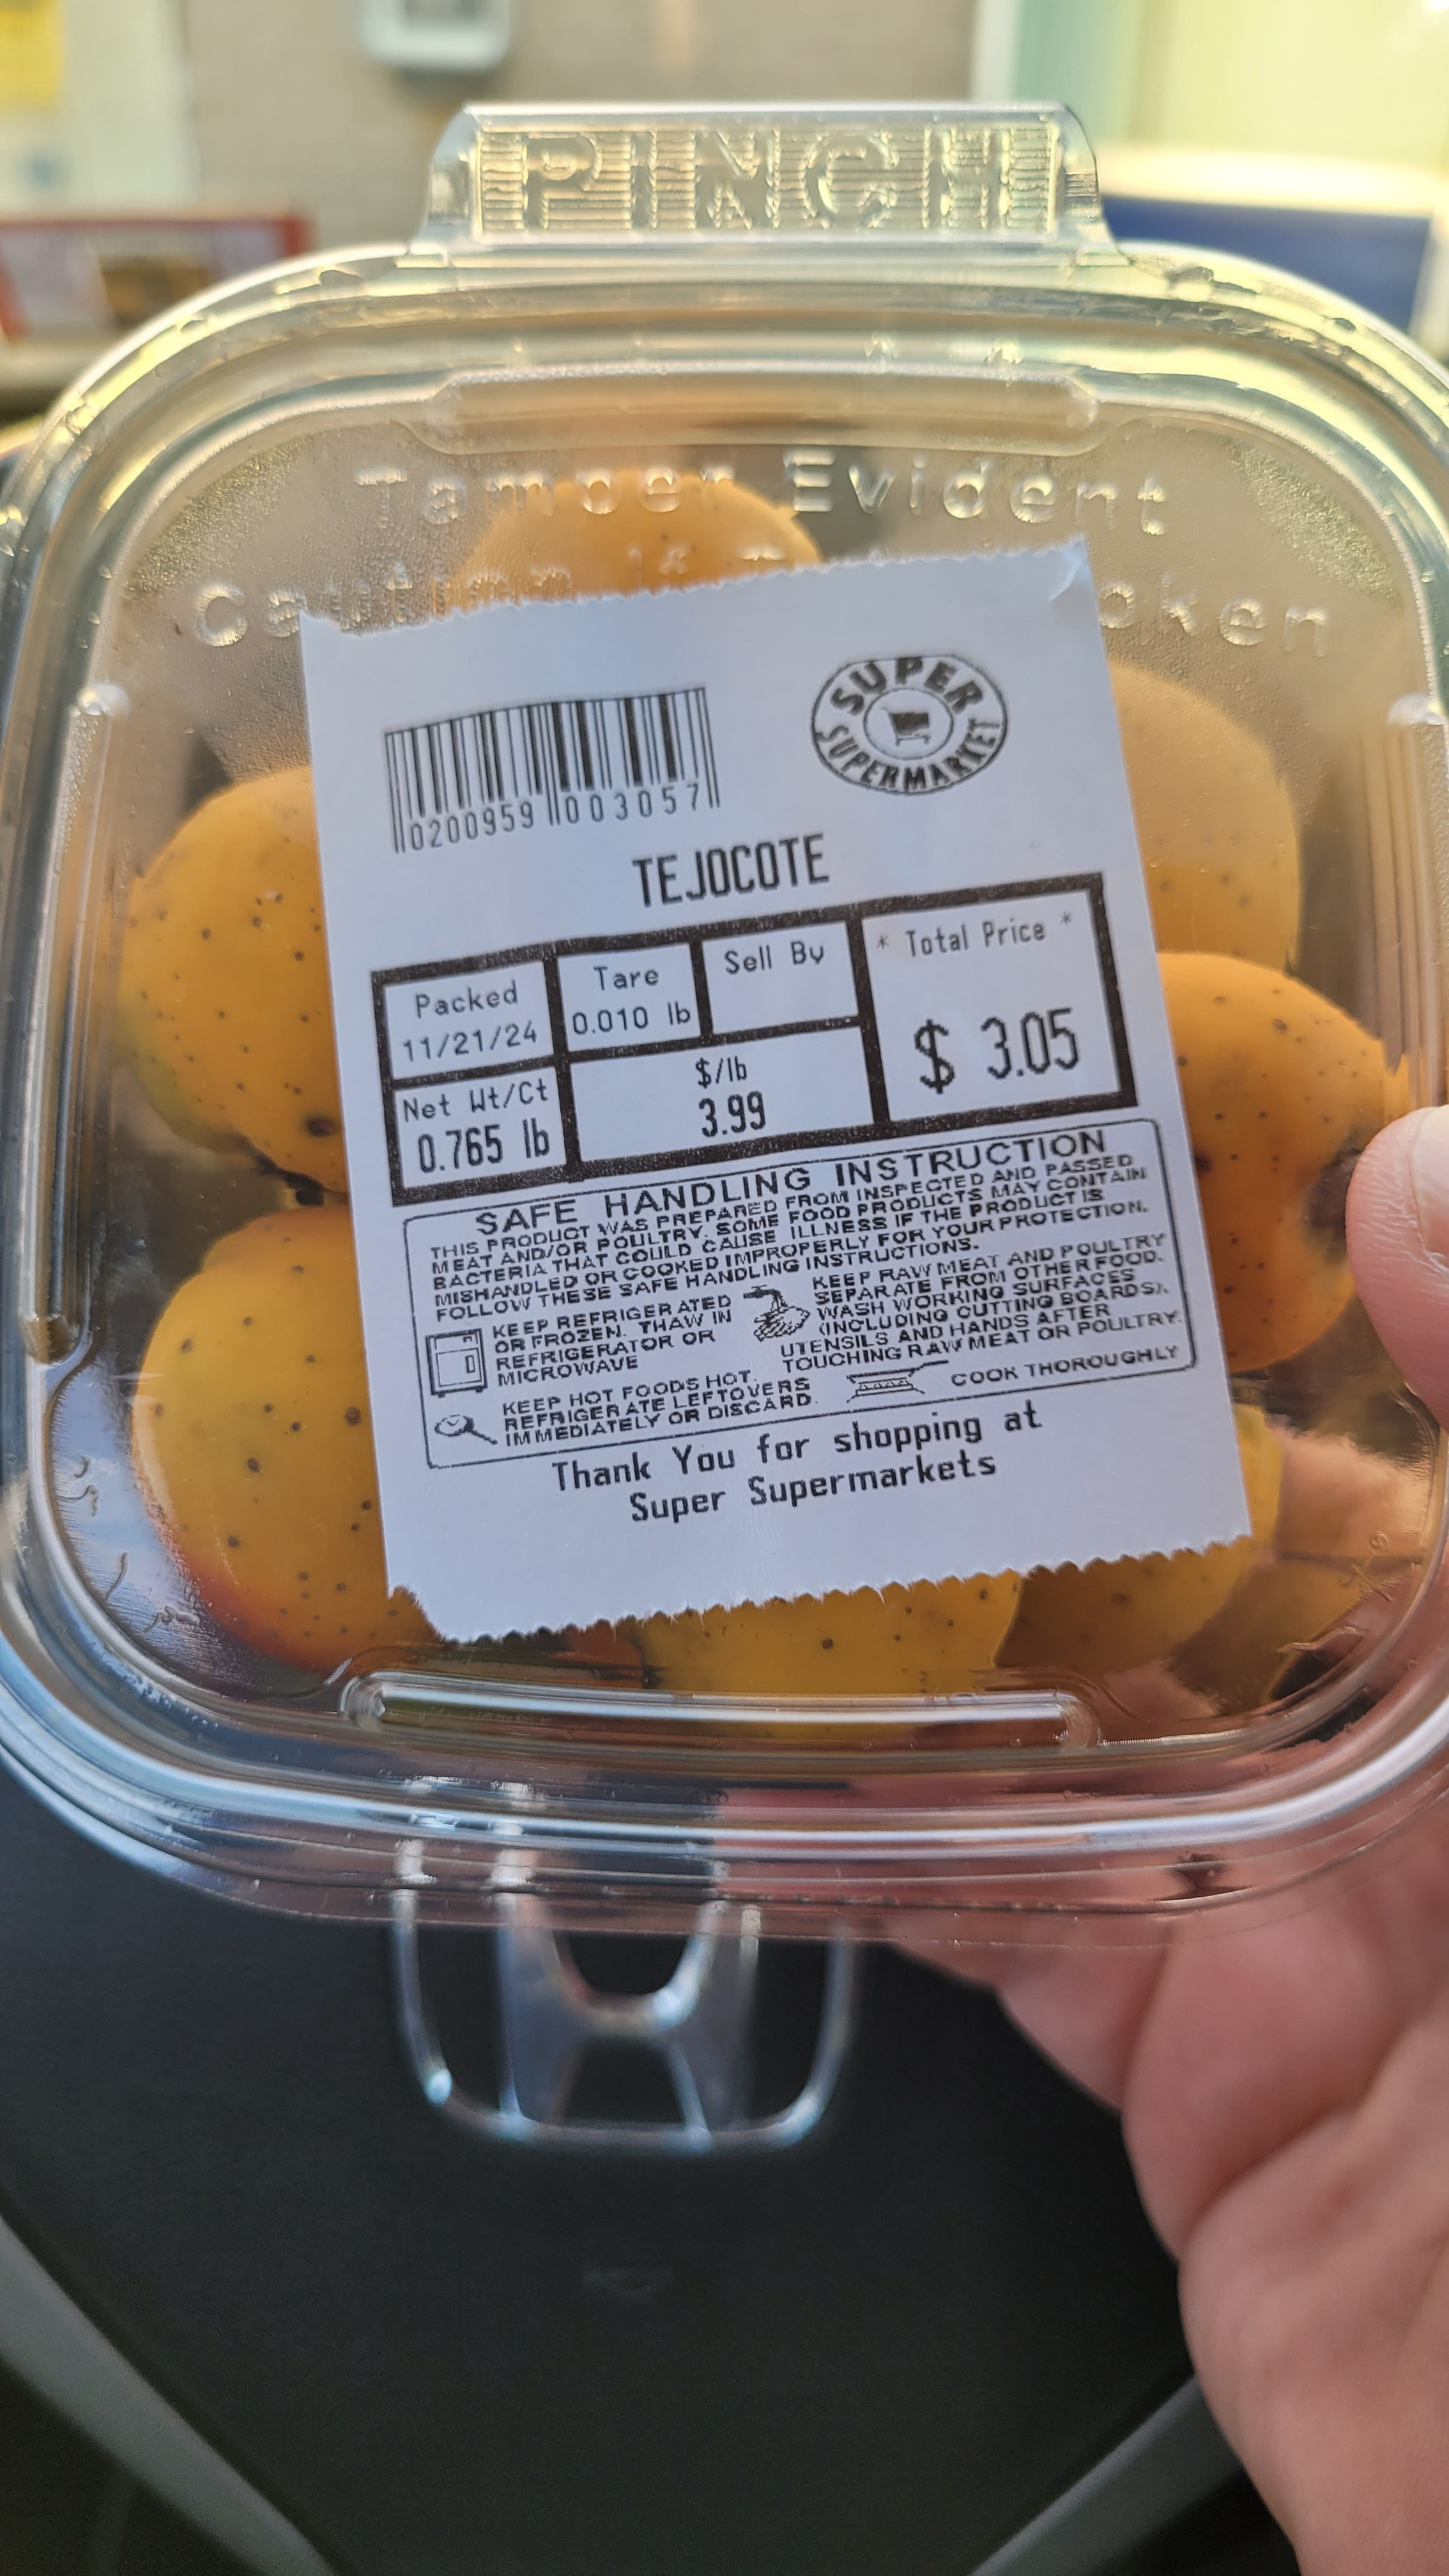 PINCH
Tamper Evident
Caution if oken
SUPER
SUPERMARKET
0200959 003057
TEJOCOTE
Packed
11/21/24
Tare
0.010 lb
Sell By
* Total Price *
$ 3.05
Net Wt/Ct
0.765 lb
$/lb
3.99
SAFE HANDLING INSTRUCTION
THIS PRODUCT WAS PREPARED FROM INSPECTED AND PASSED
MEAT AND/OR POULTRY. SOME FOOD PRODUCTS MAY CONTAIN
BACTERIA THAT COULD CAUSE ILLNESS IF THE PRODUCT IS
MISHANDLED OR COOKED IMPROPERLY FOR YOUR PROTECTION.
FOLLOW THESE SAFE HANDLING INSTRUCTIONS.
KEEP REFRIGERATED
OR FROZEN. THAW IN
REFRIGERATOR OR
MICROWAVE
KEEP RAW MEAT AND POULTRY
SEPARATE FROM OTHER FOOD.
WASH WORKING SURFACES
(INCLUDING CUTTING BOARDS).
UTENSILS AND HANDS AFTER
TOUCHING RAW MEAT OR POULTRY.
KEEP HOT FOODS HOT.
REFRIGERATE LEFTOVERS
IMMEDIATELY OR DISCARD.
COOK THOROUGHLY
Thank You for shopping at
Super Supermarkets